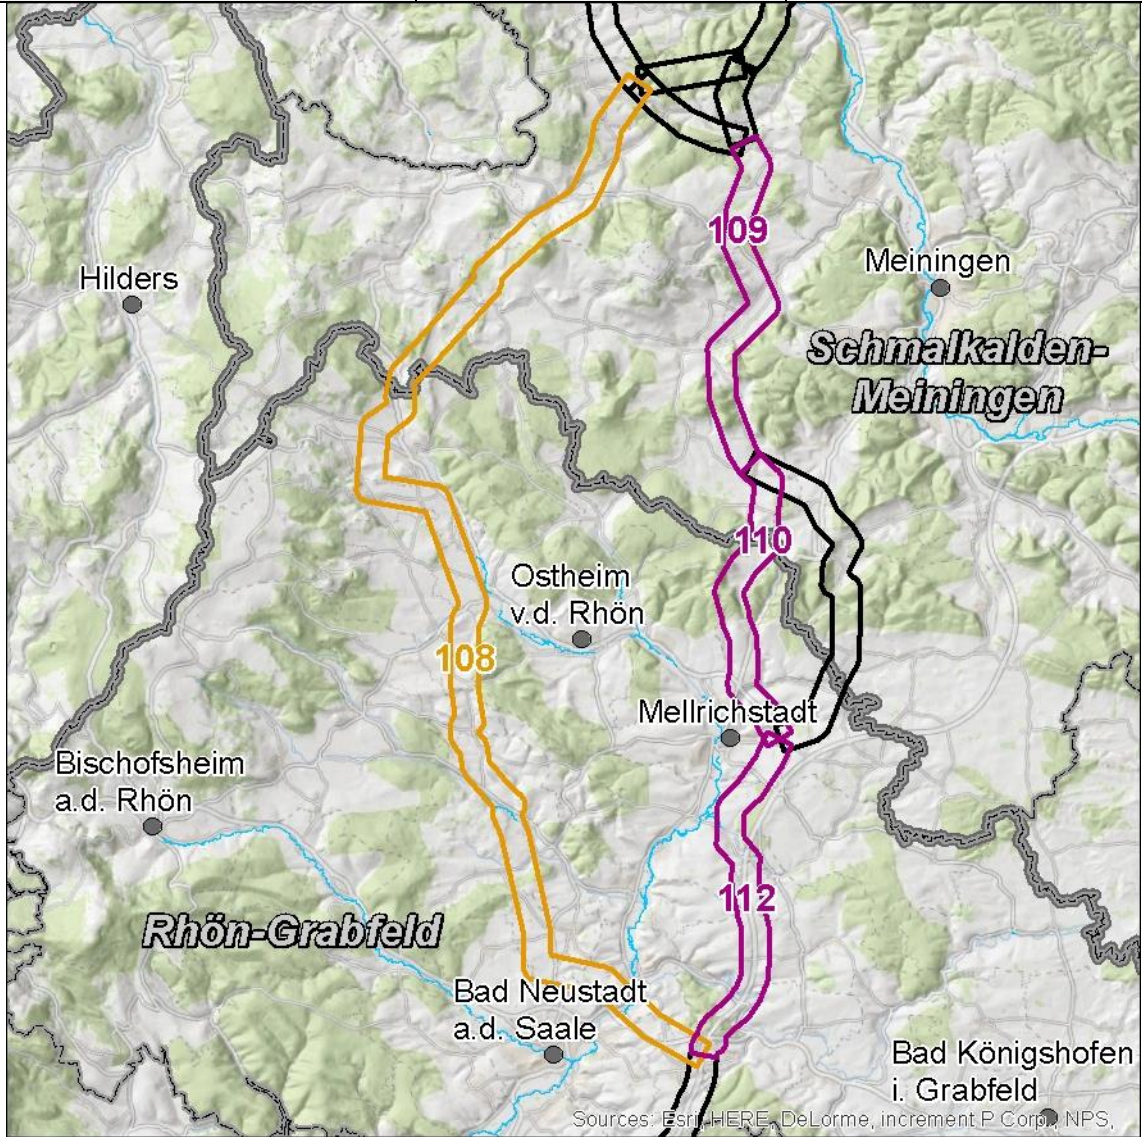 109
Meiningen
Hilders
Schmalkalden-
Meiningen
110
Ostheim
v.d. Rhön
108
Mellrichstadt
Bischofsheim
a.d. Rhön
112
Rhön-Grabfeld
Bad Neustadt
a.d. Saale
Bad Königshofen
i. Grabfeld
Sources: Esri, HERE, DeLorme, increment P Corp., NPS,